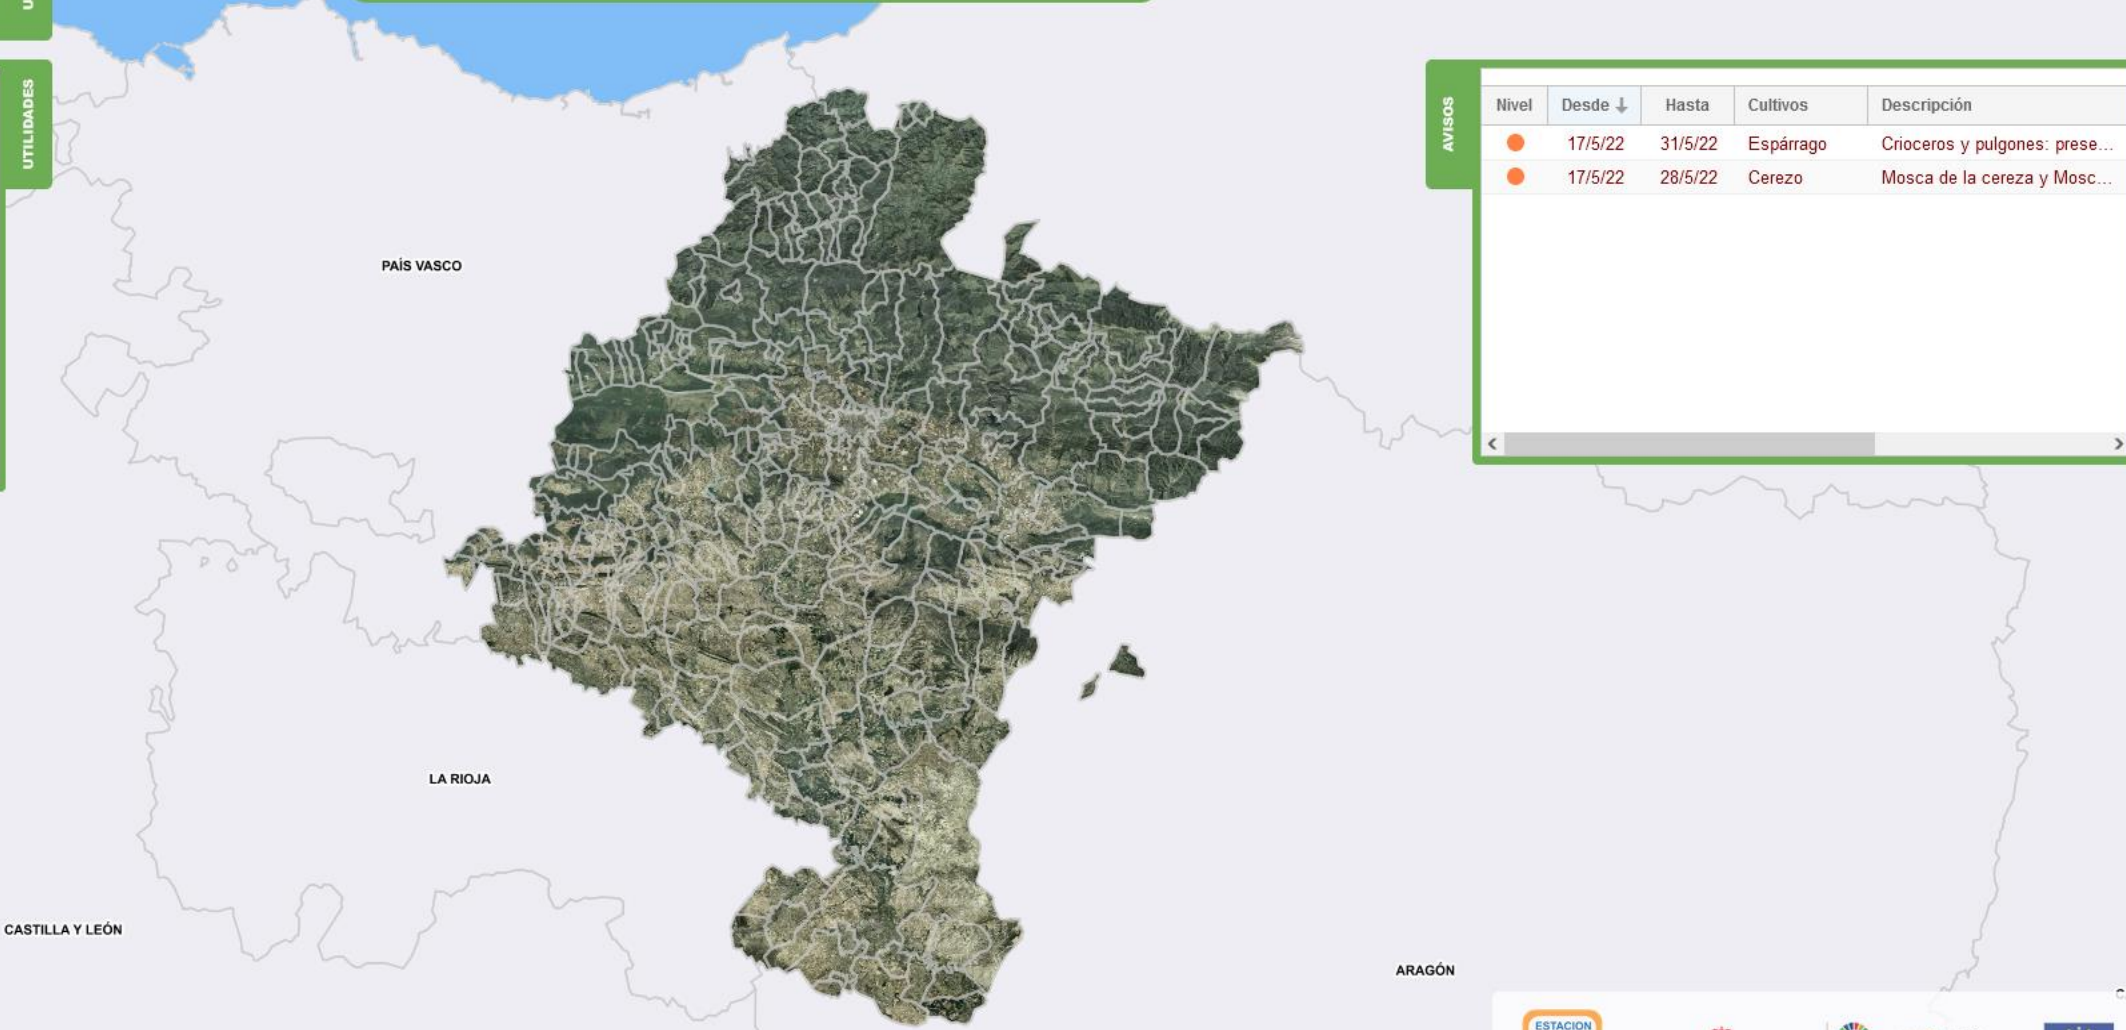 UTILIDADES
AVISOS
Nivel Desde ↓ Hasta Cultivos Descripción
17/5/22 31/5/22 Espárrago Crioceros y pulgones: prese...
17/5/22 28/5/22 Cerezo Mosca de la cereza y Mosc...
PAÍS VASCO
LA RIOJA
CASTILLA Y LEÓN
ARAGÓN
ESTACION